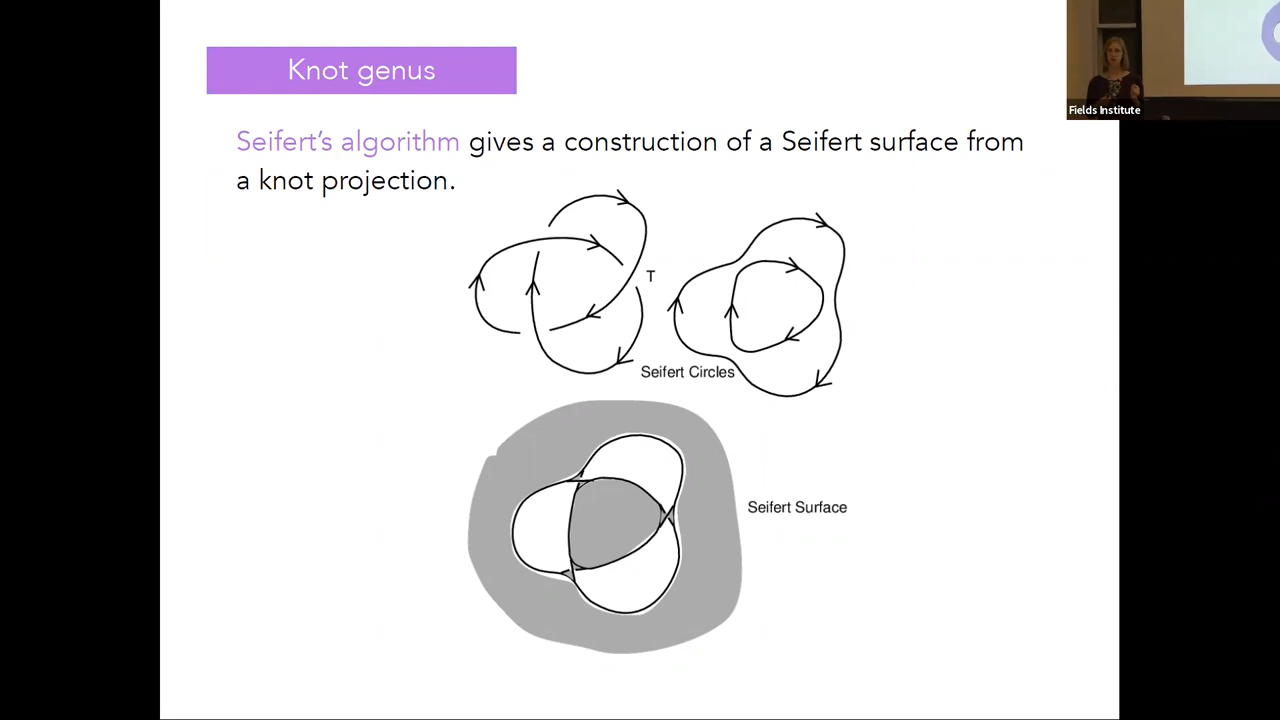 Knot genus
Fields Institute
Seifert's algorithm gives a construction of a Seifert surface from
a knot projection.
T
Seifert Circles
Seifert Surface